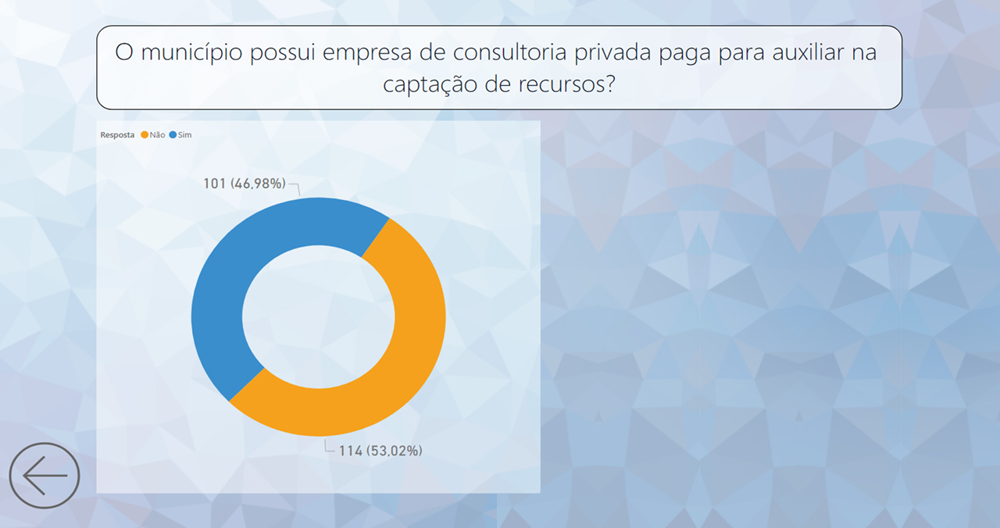 O município possui empresa de consultoria privada paga para auxiliar na
captação de recursos?
Resposta Não Sim
101 (46,98%)
114 (53,02%)